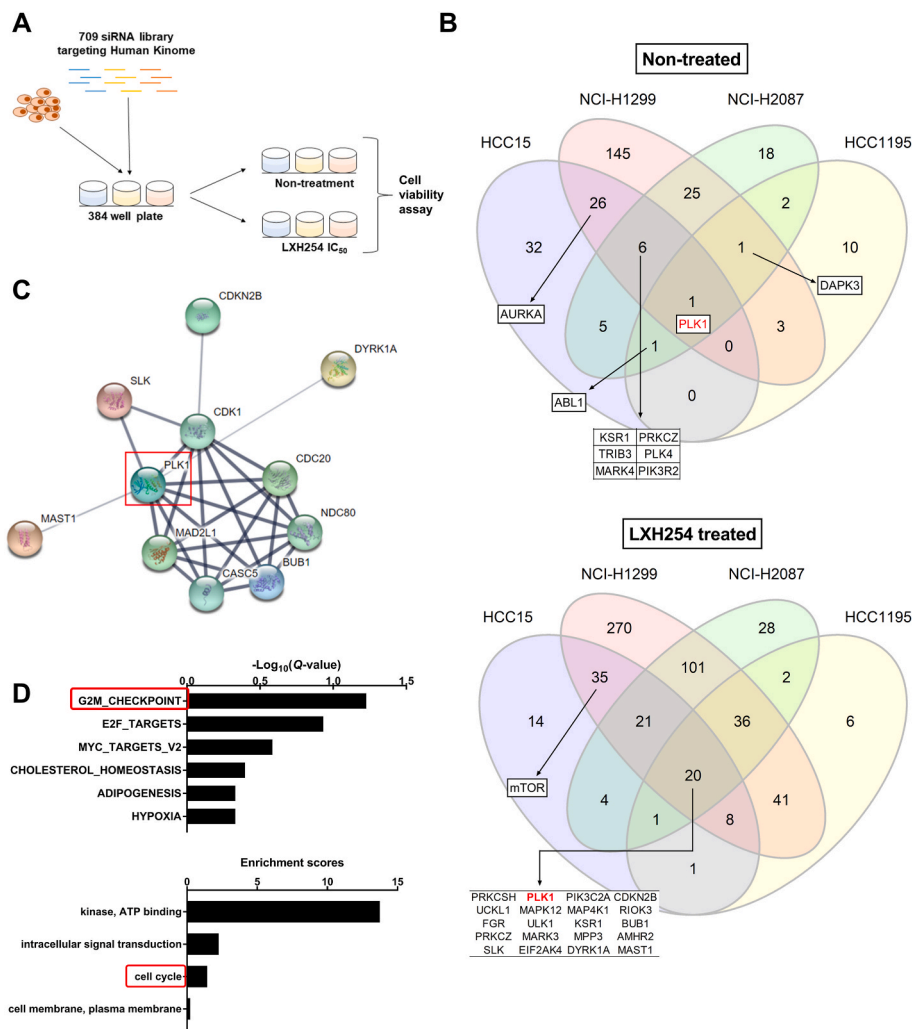 A
709 siRNA library
targeting Human Kinome
384 well plate
Non-treatment
LXH254 IC50
Cell
viability
assay
B
Non-treated
NCI-H1299
NCI-H2087
HCC15
HCC1195
145
18
26
25
2
32
6
1
10
AURKA
DAPK3
1
PLK1
5
3
1
0
ABL1
0
KSR1 PRKCZ
TRIB3 PLK4
MARK4 PIK3R2
LXH254 treated
NCI-H1299
NCI-H2087
HCC15
HCC1195
270
28
35
101
2
14
21
36
6
mTOR
20
4
41
1
8
1
PRKCSH PLK1 PIK3C2A CDKN2B
UCKL1 MAPK12 MAP4K1 RIOK3
FGR ULK1 KSR1 BUB1
PRKCZ MARK3 MPP3 AMHR2
SLK EIF2AK4 DYRK1A MAST1
C
CDKN2B
DYRK1A
SLK
CDK1
PLK1
CDC20
MAST1
NDC80
MAD2L1
BUB1
CASC5
D
-Log10(Q-value)
0.0 0.5 1.0 1.5
G2M_CHECKPOINT
E2F_TARGETS
MYC_TARGETS_V2
CHOLESTEROL_HOMEOSTASIS
ADIPOGENESIS
HYPOXIA
Enrichment scores
0 5 10 15
kinase, ATP binding
intracellular signal transduction
cell cycle
cell membrane, plasma membrane